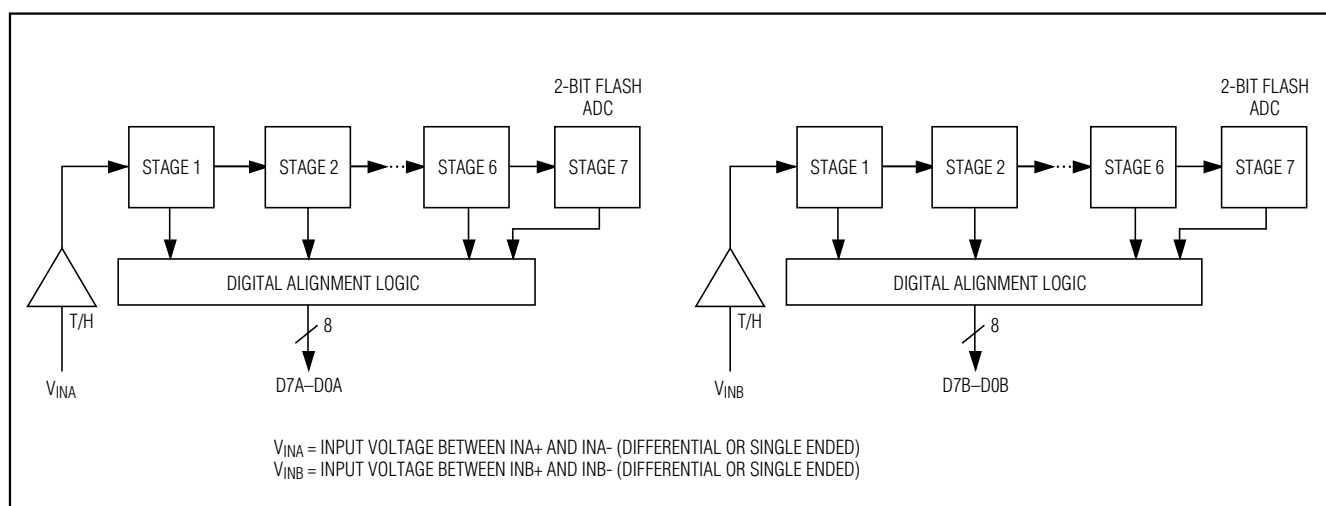 2-BIT FLASH
ADC
STAGE 1
STAGE 2
STAGE 6
STAGE 7
DIGITAL ALIGNMENT LOGIC
T/H
8
VINA
D7A–D0A
2-BIT FLASH
ADC
STAGE 1
STAGE 2
STAGE 6
STAGE 7
DIGITAL ALIGNMENT LOGIC
T/H
8
VINB
D7B–D0B
VINA = INPUT VOLTAGE BETWEEN INA+ AND INA- (DIFFERENTIAL OR SINGLE ENDED)
VINB = INPUT VOLTAGE BETWEEN INB+ AND INB- (DIFFERENTIAL OR SINGLE ENDED)